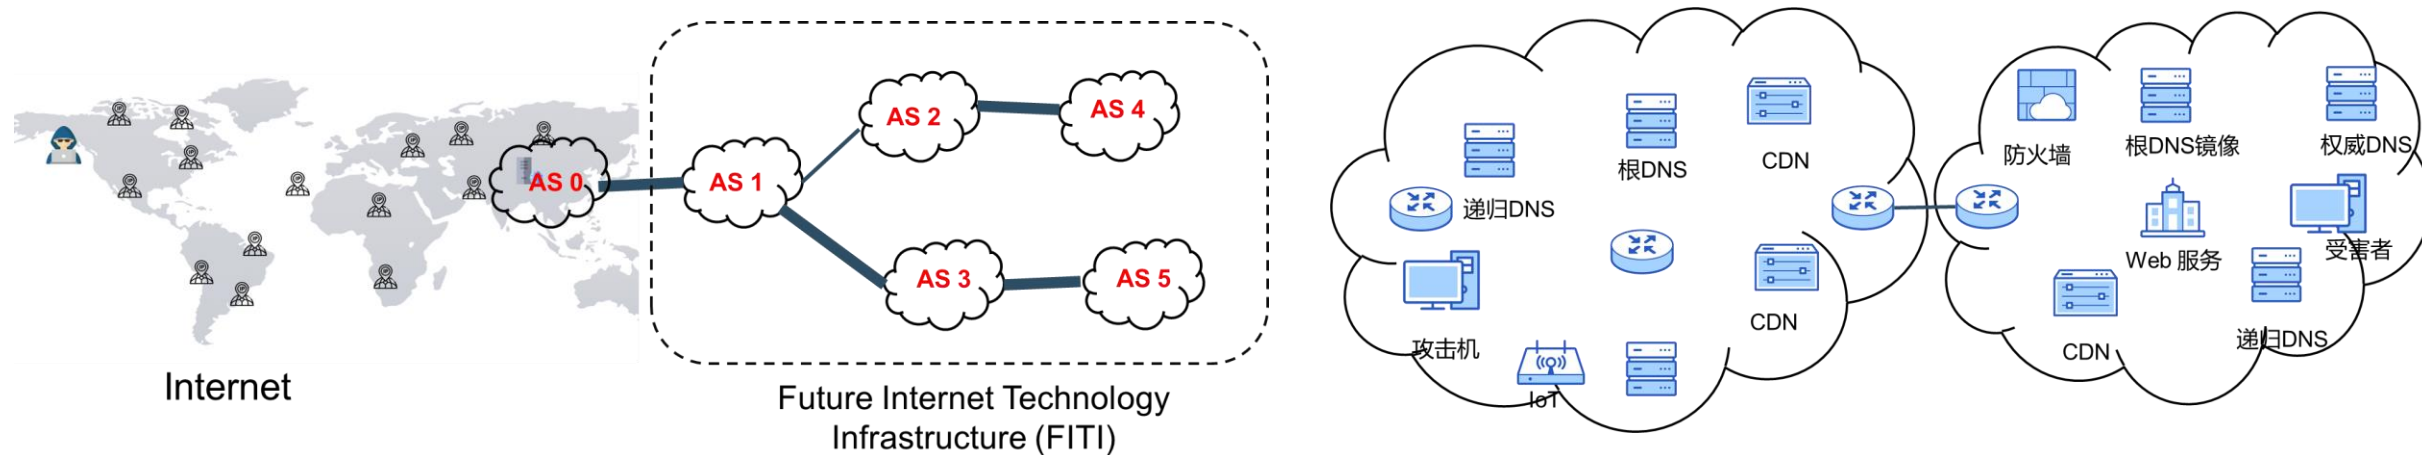 AS 0
AS 1
AS 2
AS 4
AS 3
AS 5
Internet
Future Internet Technology
Infrastructure (FITI)
递归DNS
根DNS
CDN
攻击机
IoT
CDN
防火墙
根DNS镜像
权威DNS
Web 服务
受害者
CDN
递归DNS